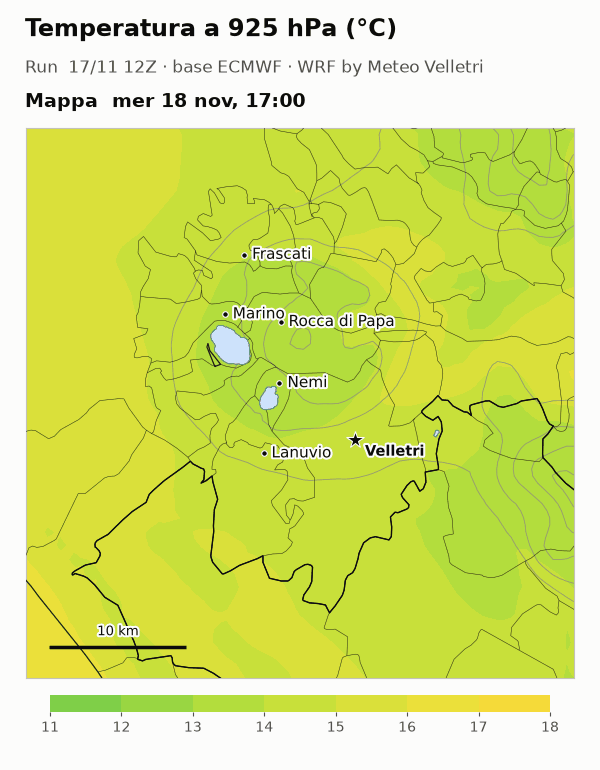 Temperatura a 925 hPa (°C)
Run  17/11 12Z · base ECMWF · WRF by Meteo Velletri
Mappa  mer 18 nov, 17:00
Frascati
Marino
Rocca di Papa
Nemi
Velletri
Lanuvio
10 km
11 12 13 14 15 16 17 18